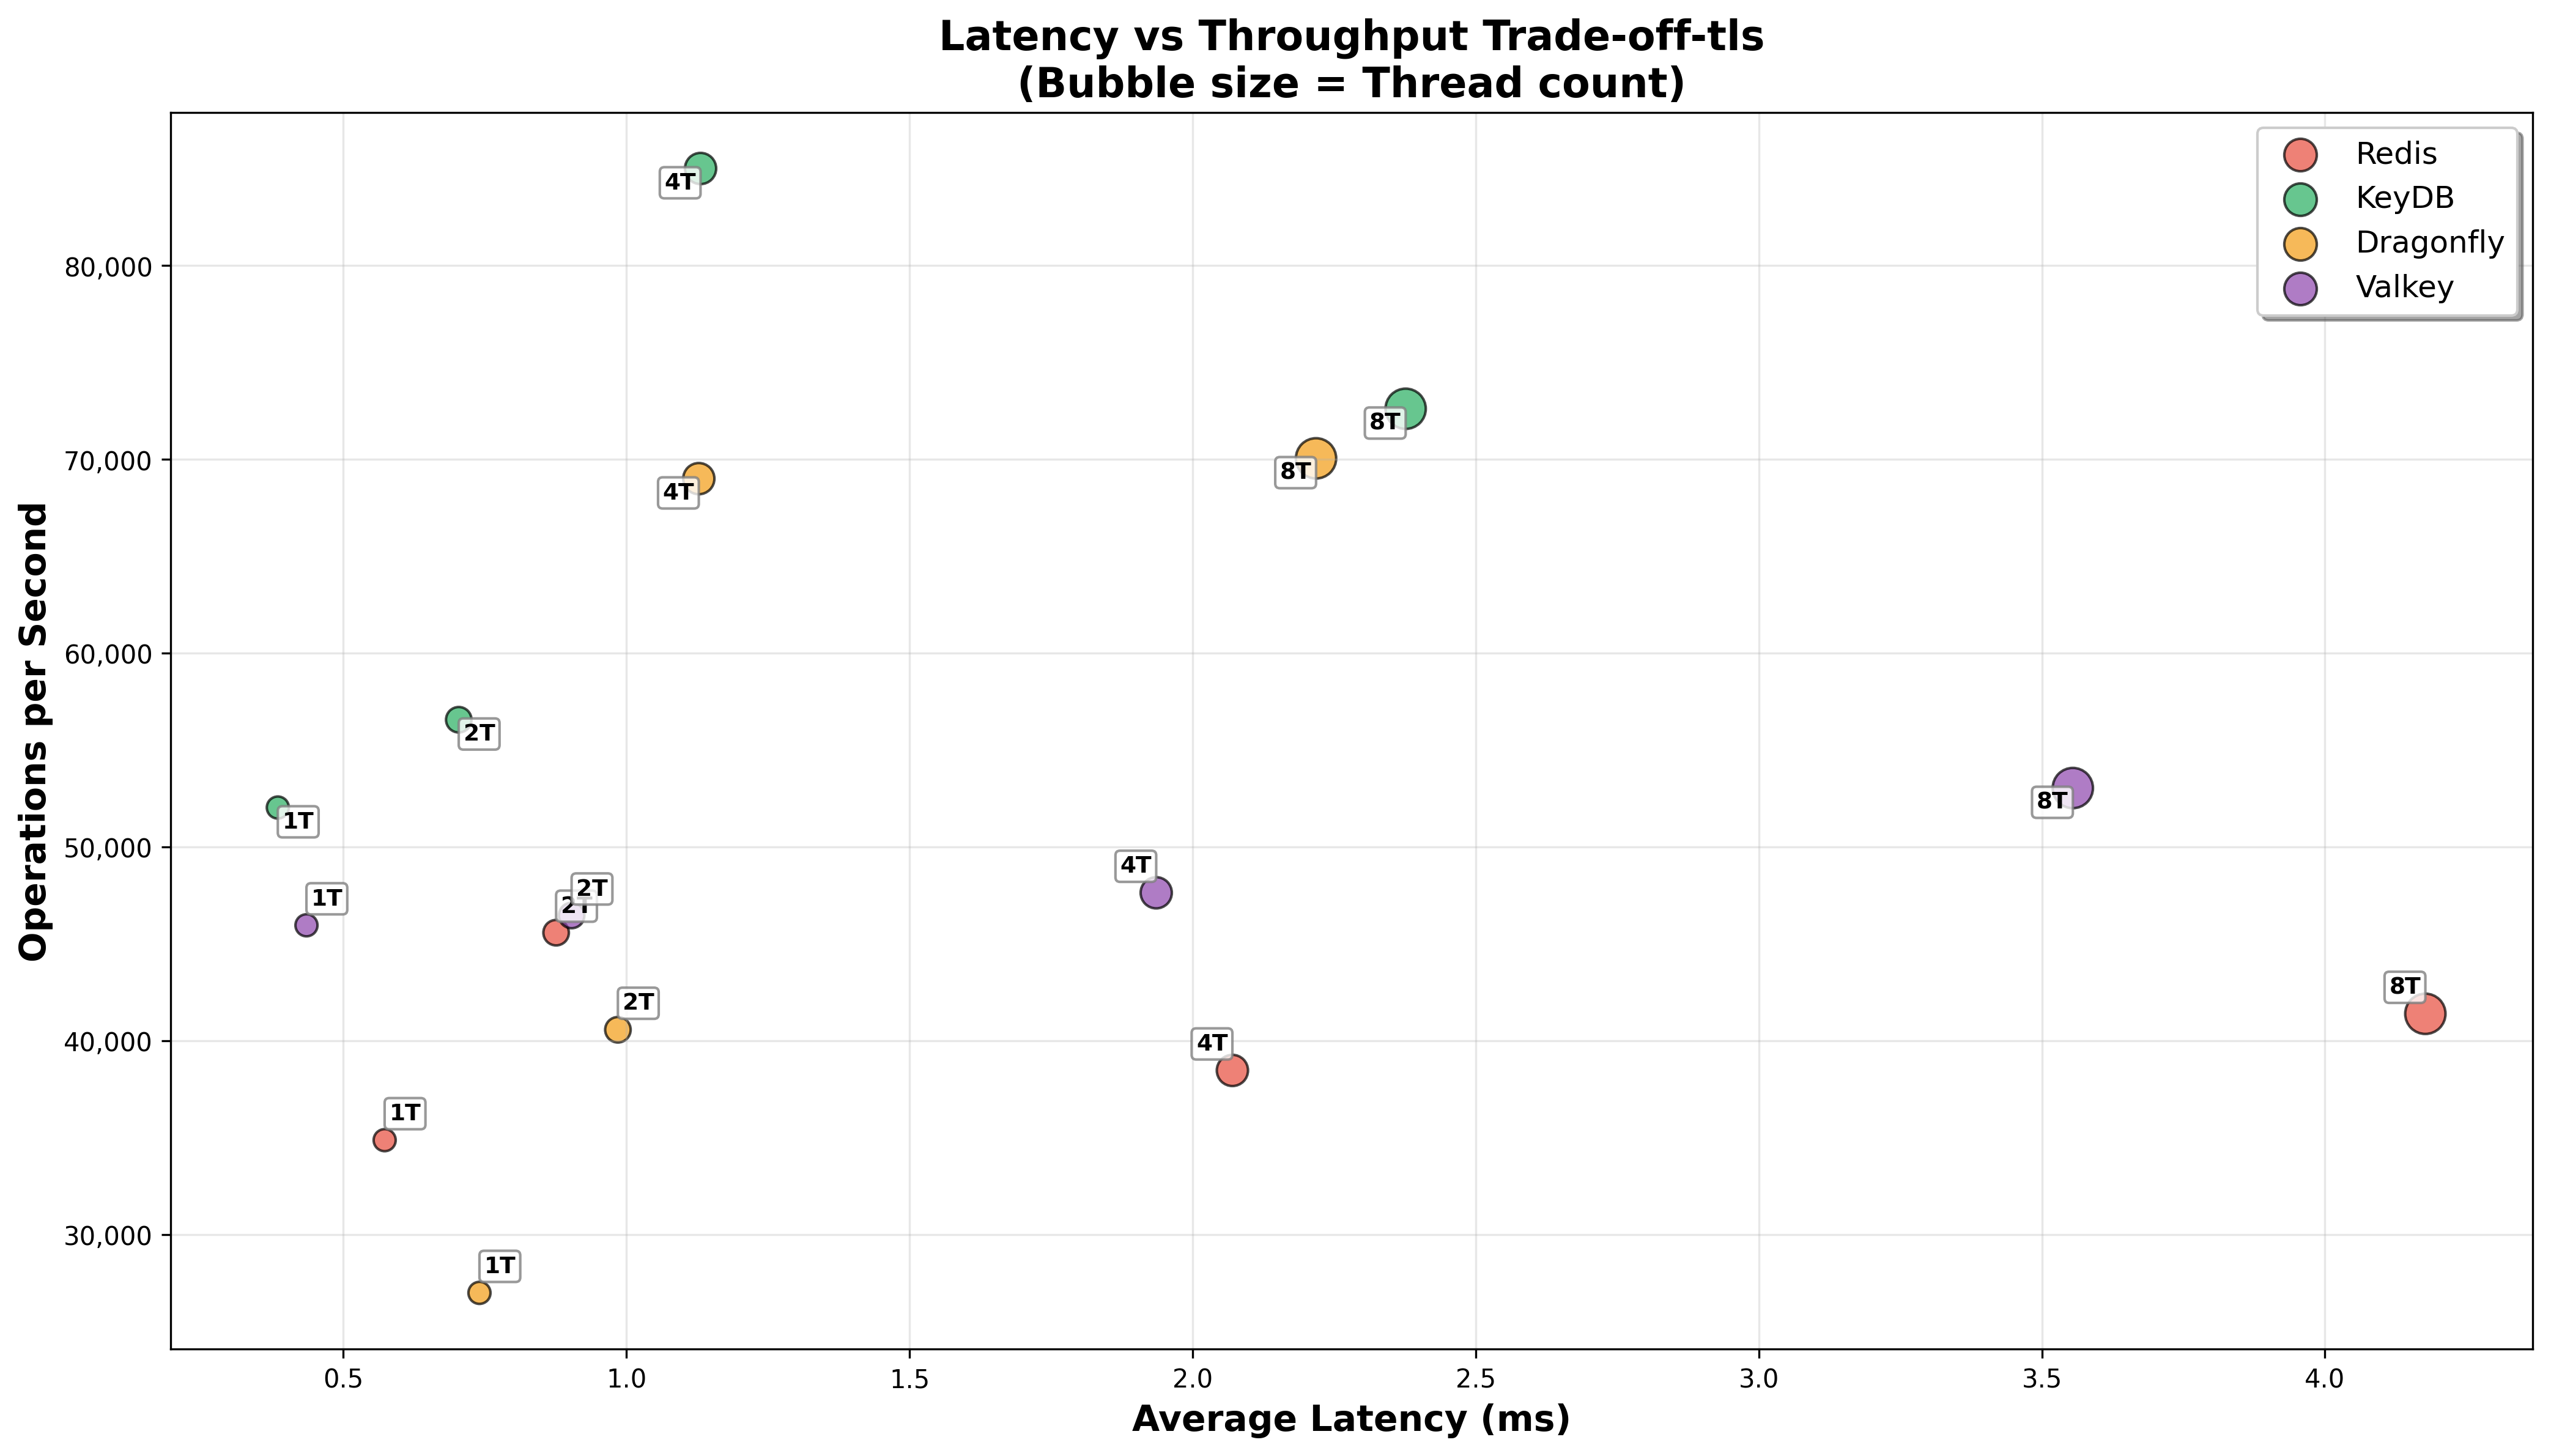 Latency vs Throughput Trade-off-tls
(Bubble size = Thread count)
Redis
KeyDB
Dragonfly
Valkey
Operations per Second
80,000
70,000
60,000
50,000
40,000
30,000
4T
8T
8T
4T
2T
1T
8T
4T
2T
1T
2T
8T
2T
4T
1T
1T
0.5
1.0
1.5
2.0
2.5
3.0
3.5
4.0
Average Latency (ms)